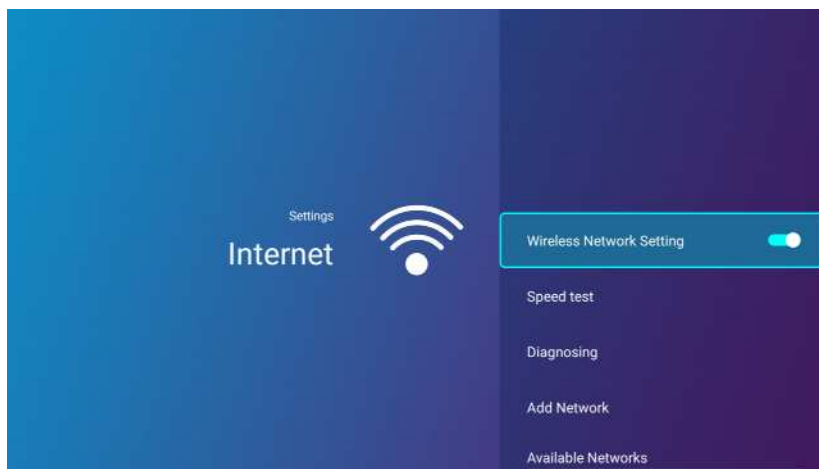 Settings
Internet
Wireless Network Setting
Speed test
Diagnosing
Add Network
Available Networks